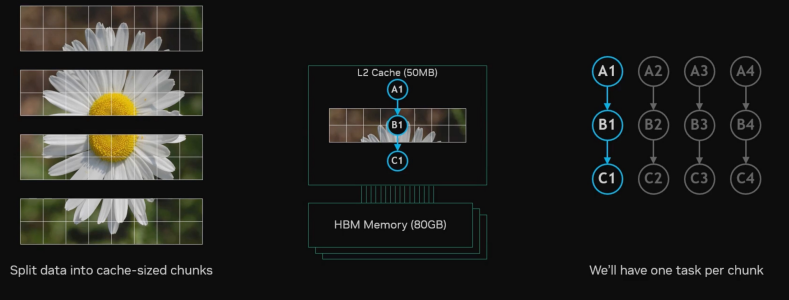 L2 Cache (50MB)
A1
B1
C1
HBM Memory (80GB)
A1 A2 A3 A4
B1 B2 B3 B4
C1 C2 C3 C4
Split data into cache-sized chunks
We'll have one task per chunk